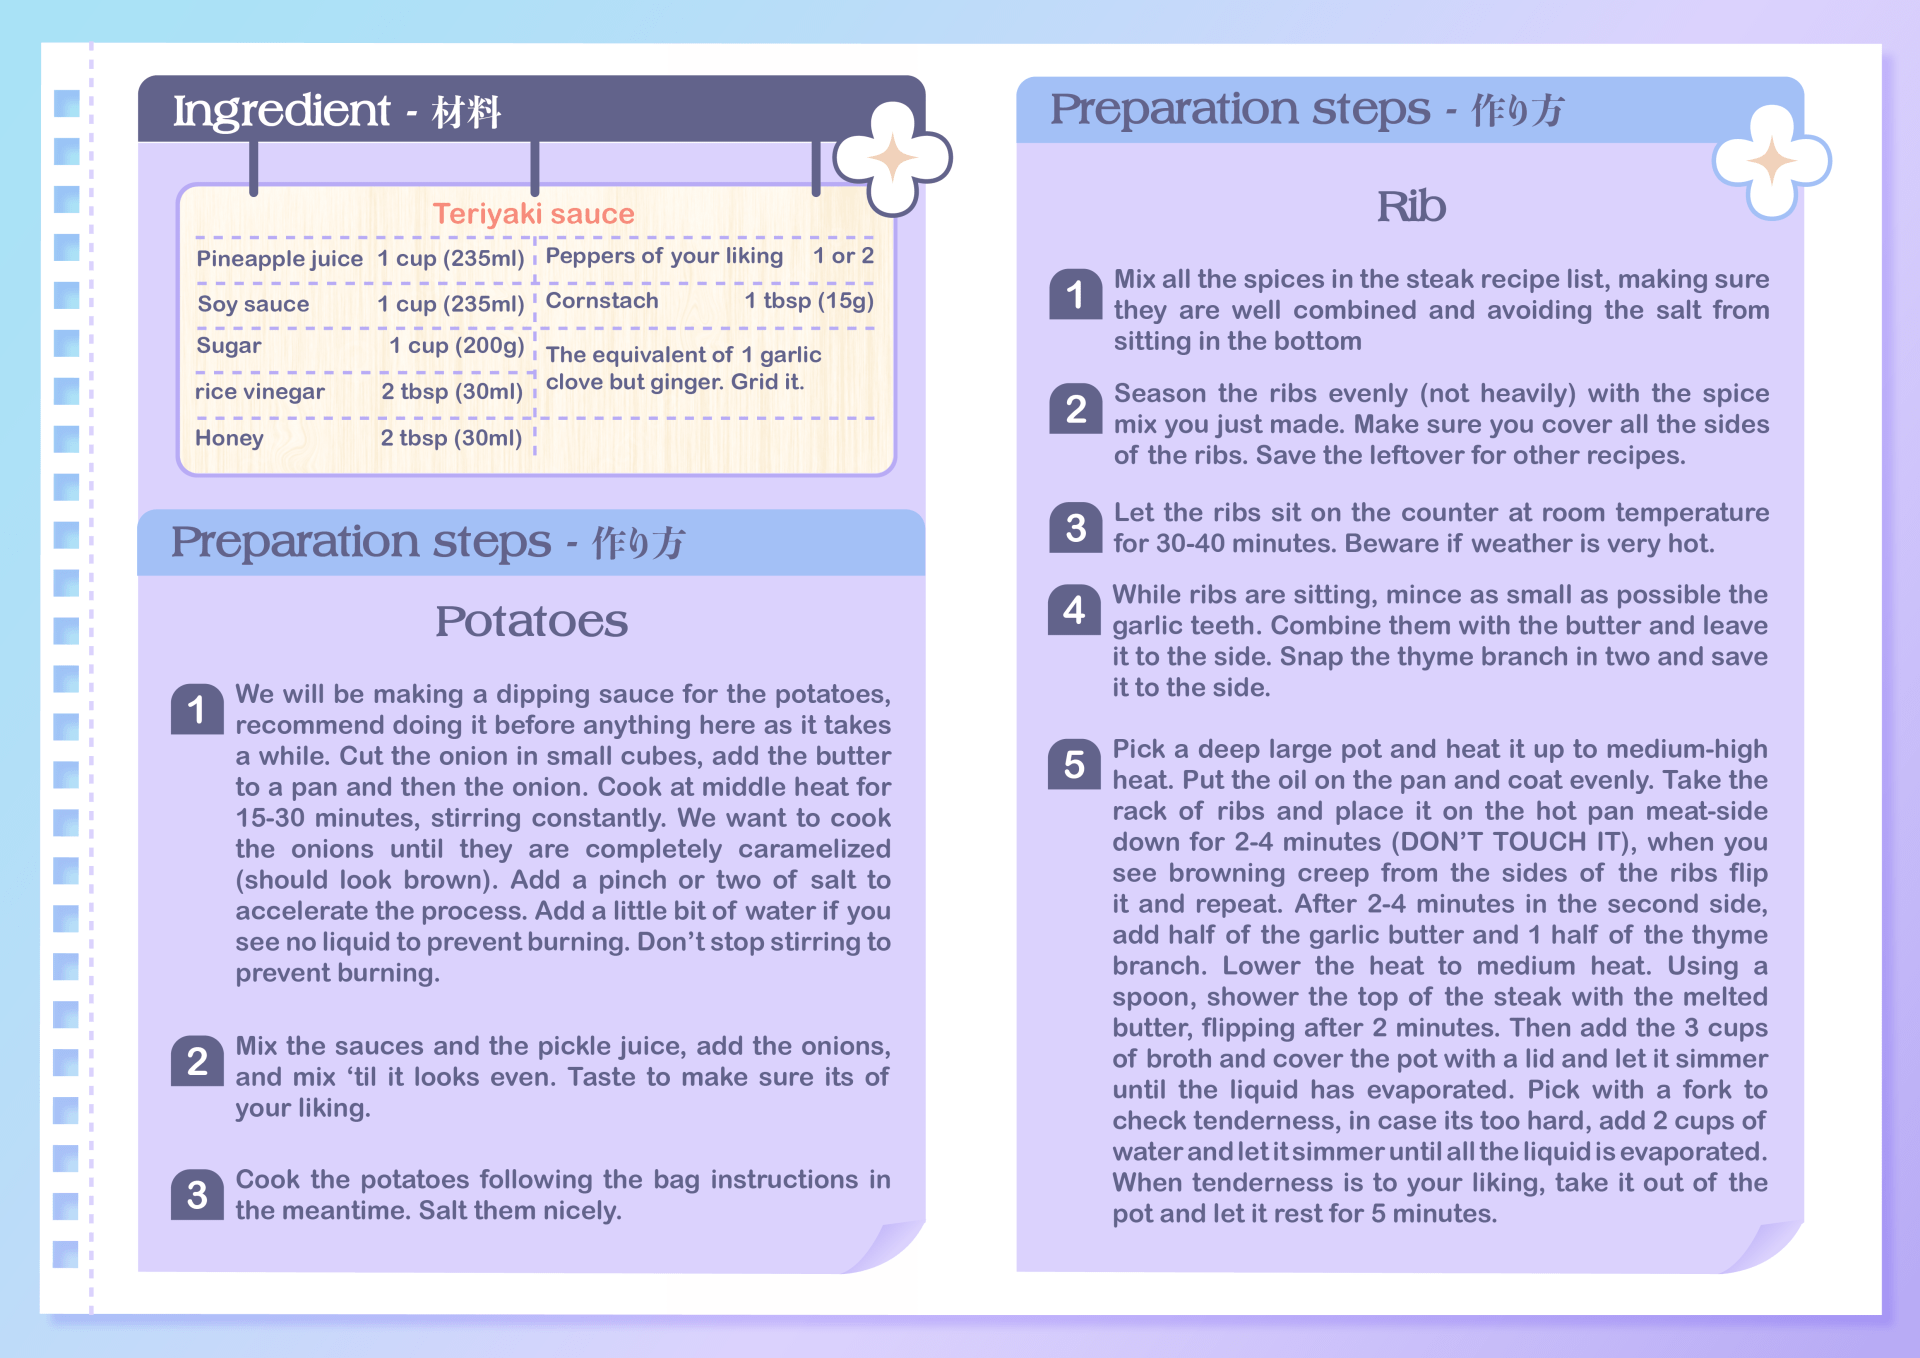 Ingredient - 材料
Teriyaki sauce
Pineapple juice 1 cup (235ml)
Soy sauce 1 cup (235ml)
Sugar 1 cup (200g)
rice vinegar 2 tbsp (30ml)
Honey 2 tbsp (30ml)
Peppers of your liking 1 or 2
Cornstach 1 tbsp (15g)
The equivalent of 1 garlic
clove but ginger. Grid it.
Preparation steps - 作り方
Potatoes
1 We will be making a dipping sauce for the potatoes,
recommend doing it before anything here as it takes
a while. Cut the onion in small cubes, add the butter
to a pan and then the onion. Cook at middle heat for
15-30 minutes, stirring constantly. We want to cook
the onions until they are completely caramelized
(should look brown). Add a pinch or two of salt to
accelerate the process. Add a little bit of water if you
see no liquid to prevent burning. Don’t stop stirring to
prevent burning.
2 Mix the sauces and the pickle juice, add the onions,
and mix ‘til it looks even. Taste to make sure its of
your liking.
3 Cook the potatoes following the bag instructions in
the meantime. Salt them nicely.
Preparation steps - 作り方
Rib
1 Mix all the spices in the steak recipe list, making sure
they are well combined and avoiding the salt from
sitting in the bottom
2 Season the ribs evenly (not heavily) with the spice
mix you just made. Make sure you cover all the sides
of the ribs. Save the leftover for other recipes.
3 Let the ribs sit on the counter at room temperature
for 30-40 minutes. Beware if weather is very hot.
4 While ribs are sitting, mince as small as possible the
garlic teeth. Combine them with the butter and leave
it to the side. Snap the thyme branch in two and save
it to the side.
5 Pick a deep large pot and heat it up to medium-high
heat. Put the oil on the pan and coat evenly. Take the
rack of ribs and place it on the hot pan meat-side
down for 2-4 minutes (DON’T TOUCH IT), when you
see browning creep from the sides of the ribs flip
it and repeat. After 2-4 minutes in the second side,
add half of the garlic butter and 1 half of the thyme
branch. Lower the heat to medium heat. Using a
spoon, shower the top of the steak with the melted
butter, flipping after 2 minutes. Then add the 3 cups
of broth and cover the pot with a lid and let it simmer
until the liquid has evaporated. Pick with a fork to
check tenderness, in case its too hard, add 2 cups of
water and let it simmer until all the liquid is evaporated.
When tenderness is to your liking, take it out of the
pot and let it rest for 5 minutes.